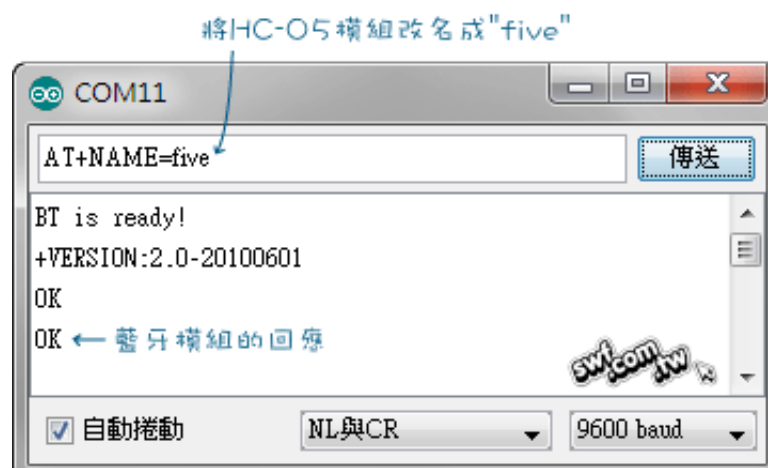 將HC-05模組改名成"five"
COM11
AT+NAME=five
傳送
BT is ready!
+VERSION:2.0-20100601
OK
OK ← 藍牙模組的回應
swf.com.tw
自動捲動
NL與CR
9600 baud